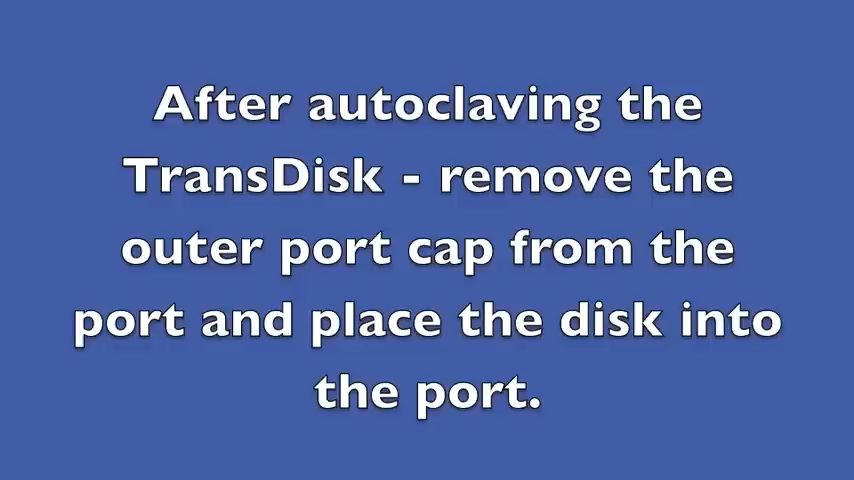 After autoclaving the
TransDisk - remove the
outer port cap from the
port and place the disk into
the port.